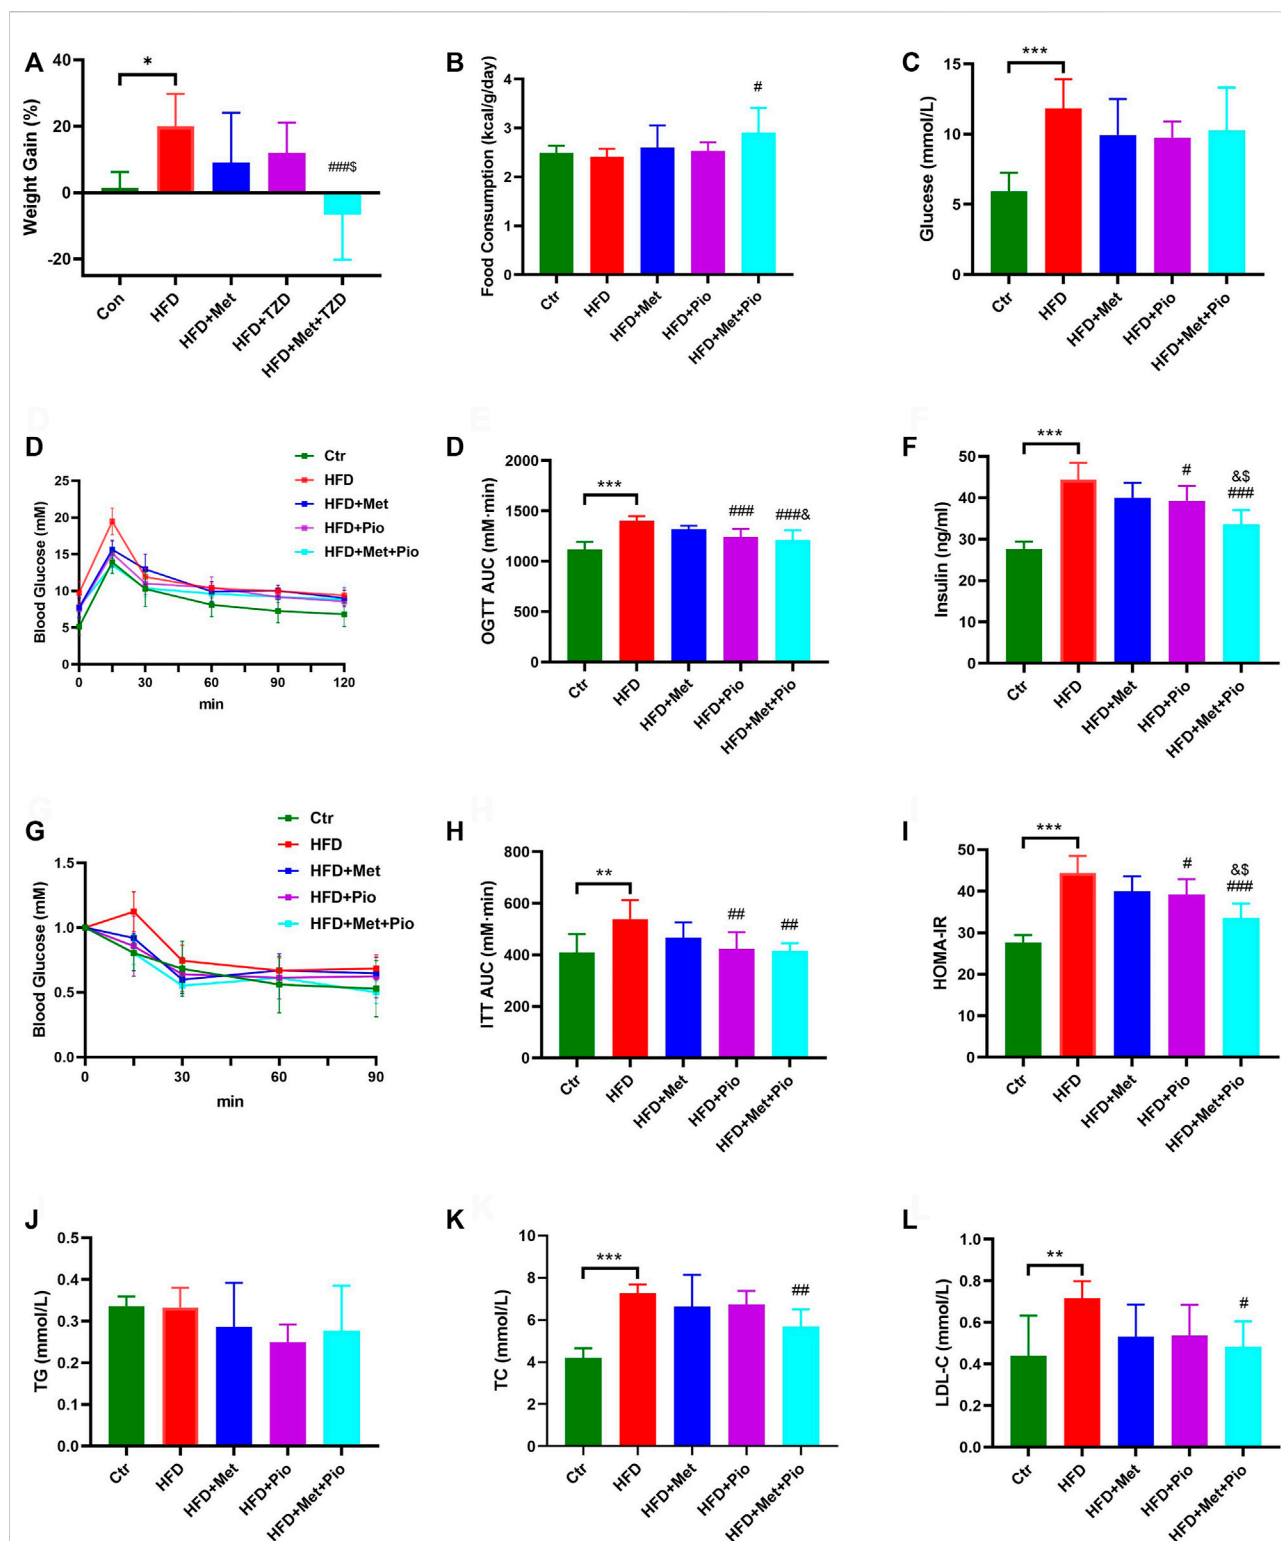 A
Weight Gain (%)
40
20
0
-20
*
###$
Con
HFD
HFD+Met
HFD+TZD
HFD+Met+TZD
B
Food Consumption (kcal/g/day)
4
3
2
1
0
#
Ctr
HFD
HFD+Met
HFD+Pio
HFD+Met+Pio
C
Glucose (mmol/L)
15
10
5
0
***
Ctr
HFD
HFD+Met
HFD+Pio
HFD+Met+Pio
D
D
Blood Glucose (mM)
25
20
15
10
5
0
0
30
60
90
120
min
Ctr
HFD
HFD+Met
HFD+Pio
HFD+Met+Pio
E
D
OGTT AUC (mM·min)
2000
1500
1000
500
0
***
###
###&
Ctr
HFD
HFD+Met
HFD+Pio
HFD+Met+Pio
F
F
Insulin (ng/ml)
50
40
30
20
10
0
***
#
&$
###
Ctr
HFD
HFD+Met
HFD+Pio
HFD+Met+Pio
G
G
Blood Glucose (mM)
1.5
1.0
0.5
0.0
0
30
60
90
min
Ctr
HFD
HFD+Met
HFD+Pio
HFD+Met+Pio
H
H
ITT AUC (mM·min)
800
600
400
200
0
**
##
##
Ctr
HFD
HFD+Met
HFD+Pio
HFD+Met+Pio
I
I
HOMA-IR
50
40
30
20
10
0
***
#
&$
###
Ctr
HFD
HFD+Met
HFD+Pio
HFD+Met+Pio
J
TG (mmol/L)
0.5
0.4
0.3
0.2
0.1
0.0
Ctr
HFD
HFD+Met
HFD+Pio
HFD+Met+Pio
K
K
TC (mmol/L)
10
8
6
4
2
0
***
##
Ctr
HFD
HFD+Met
HFD+Pio
HFD+Met+Pio
L
L
LDL-C (mmol/L)
1.0
0.8
0.6
0.4
0.2
0.0
**
#
Ctr
HFD
HFD+Met
HFD+Pio
HFD+Met+Pio